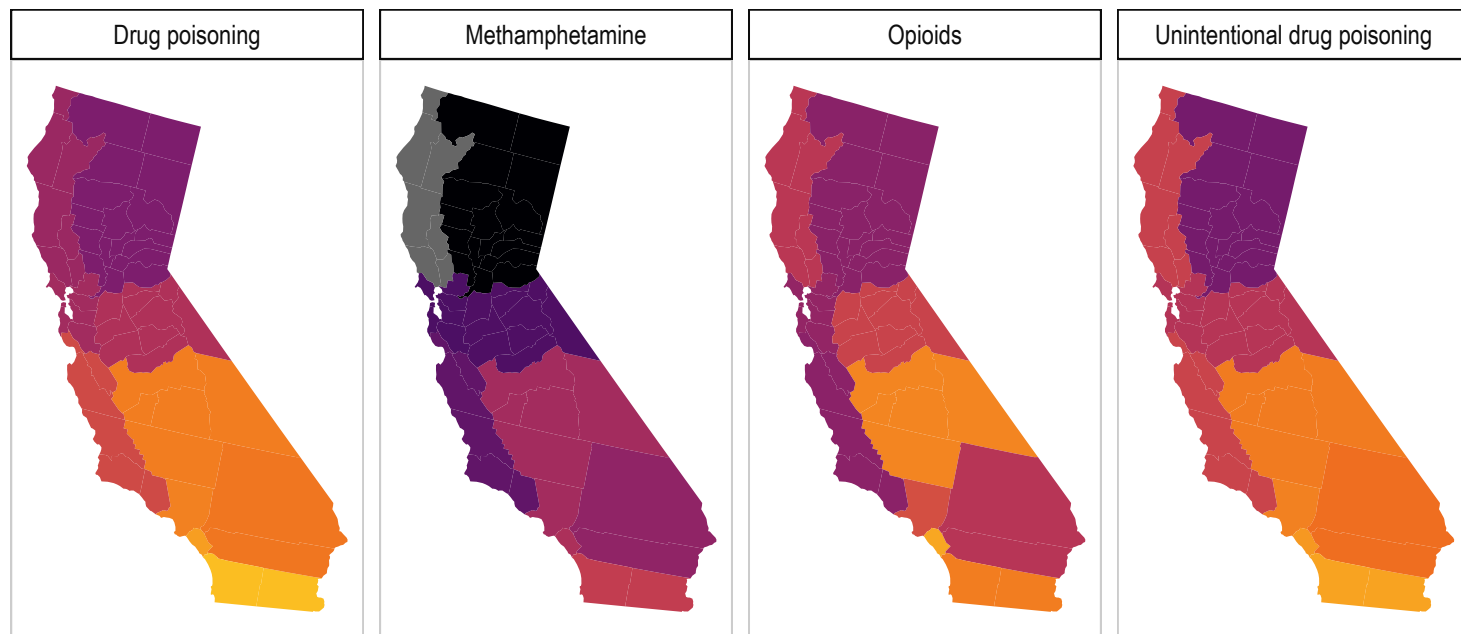 Drug poisoning
Methamphetamine
Opioids
Unintentional drug poisoning